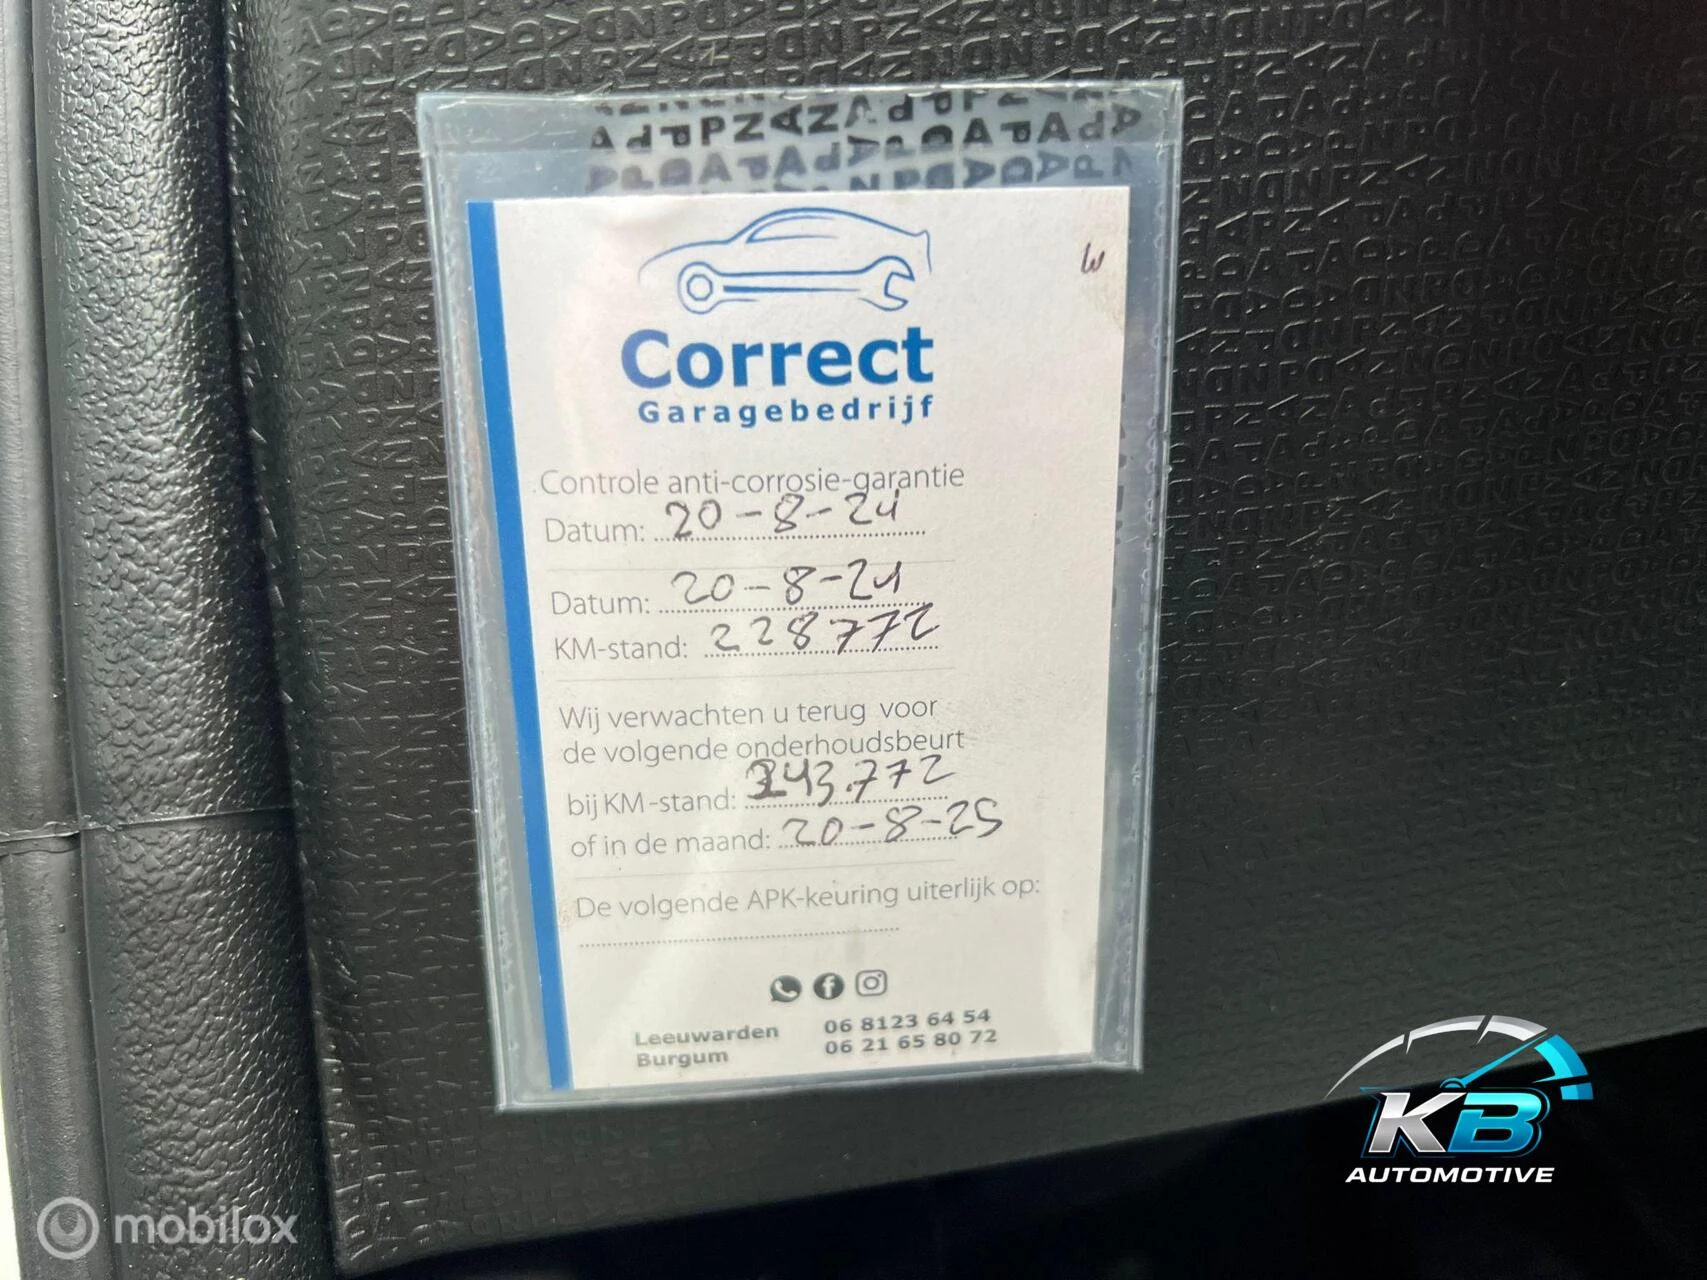 Correct
Garagebedrijf
Controle anti-corrosie-garantie
Datum: 20-8-24
Datum: 20-8-24
KM-stand: 228772
Wij verwachten u terug voor
de volgende onderhoudsbeurt
bij KM-stand: 243.772
of in de maand: 20-8-25
De volgende APK-keuring uiterlijk op:
Leeuwarden 06 8123 64 54
Burgum 06 21 65 80 72
KB
AUTOMOTIVE
mobilox